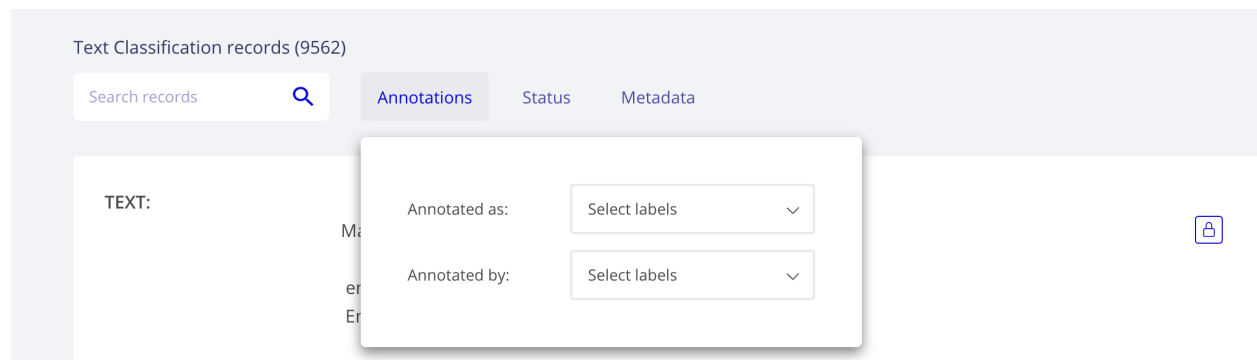 Text Classification records (9562)
Search records
Annotations Status Metadata
TEXT:
Annotated as: Select labels
Annotated by: Select labels